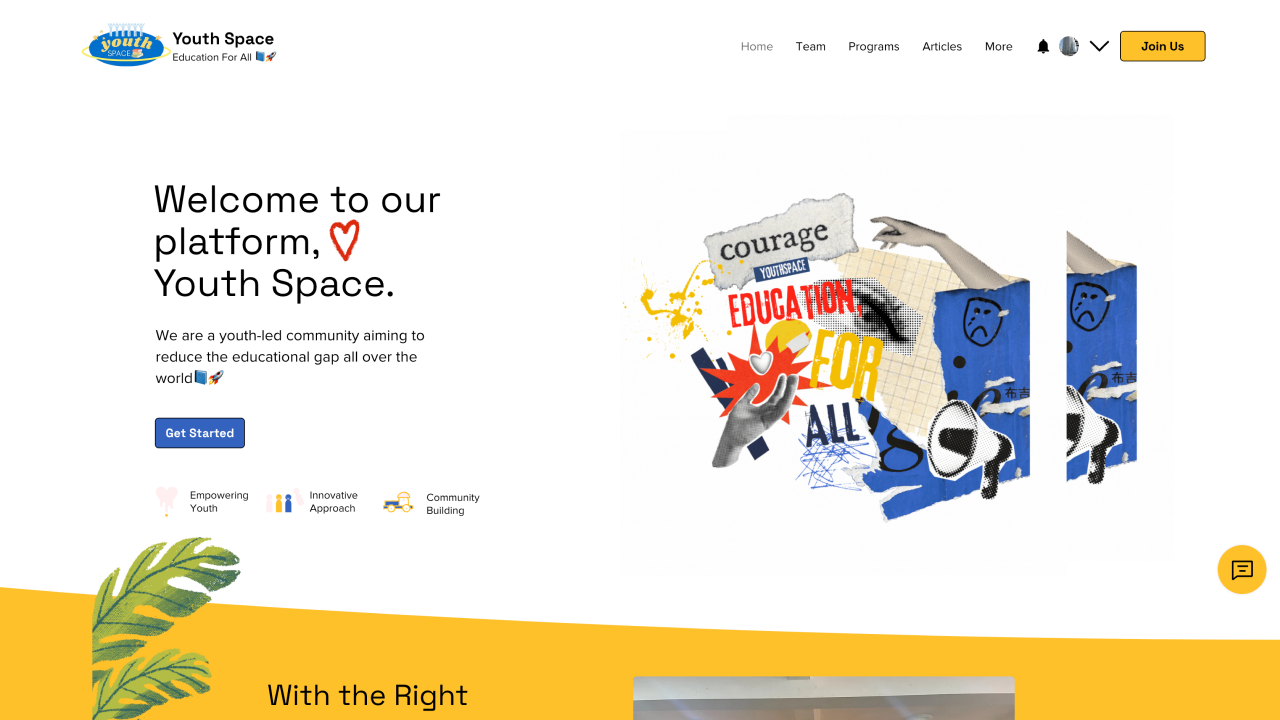 youth
SPACE
Youth Space
Education For All 📘🚀
Home
Team
Programs
Articles
More
Join Us
Welcome to our
platform,
Youth Space.
We are a youth-led community aiming to
reduce the educational gap all over the
world📘🚀
Get Started
Empowering
Youth
Innovative
Approach
Community
Building
courage
YOUTHSPACE
EDUCATION,
FOR
ALL
布吉
布吉
With the Right